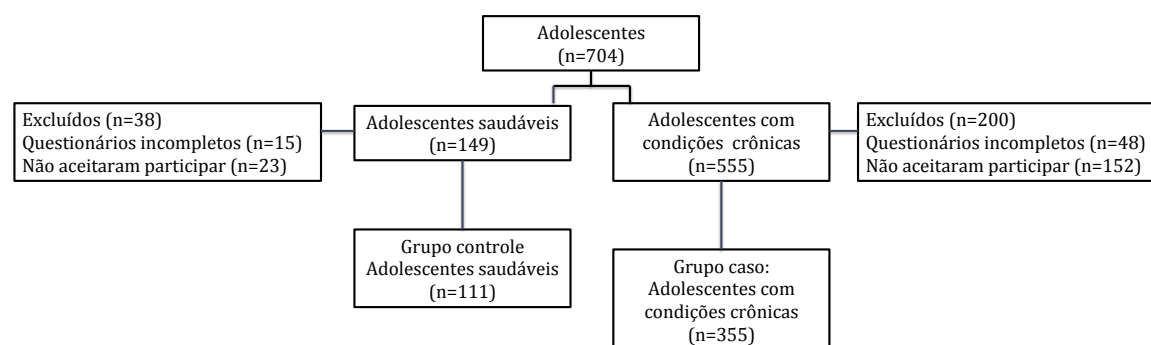 Adolescentes
(n=704)
Excluídos (n=38)
Questionários incompletos (n=15)
Não aceitaram participar (n=23)
Adolescentes saudáveis
(n=149)
Adolescentes com
condições crônicas
(n=555)
Excluídos (n=200)
Questionários incompletos (n=48)
Não aceitaram participar (n=152)
Grupo controle
Adolescentes saudáveis
(n=111)
Grupo caso:
Adolescentes com
condições crônicas
(n=355)